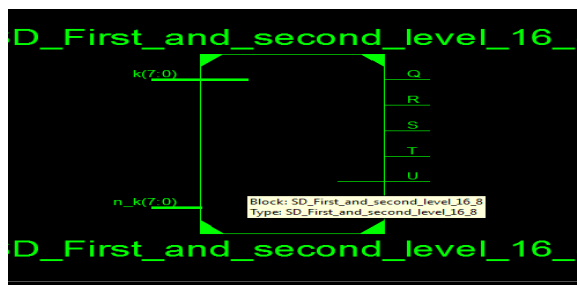 SD_First_and_second_level_16_
k(7:0)
Q
R
S
T
U
n_k(7:0)
Block: SD_First_and_second_level_16_8
Type: SD_First_and_second_level_16_8
SD_First_and_second_level_16_